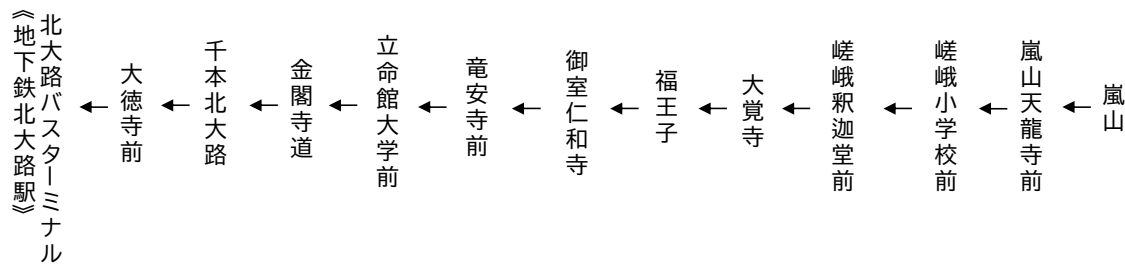 嵐山
嵐山天龍寺前
嵯峨小学校前
嵯峨釈迦堂前
大覚寺
福王子
御室仁和寺
竜安寺前
立命館大学前
金閣寺道
千本北大路
大徳寺前
北大路バスターミナル
《地下鉄北大路駅》